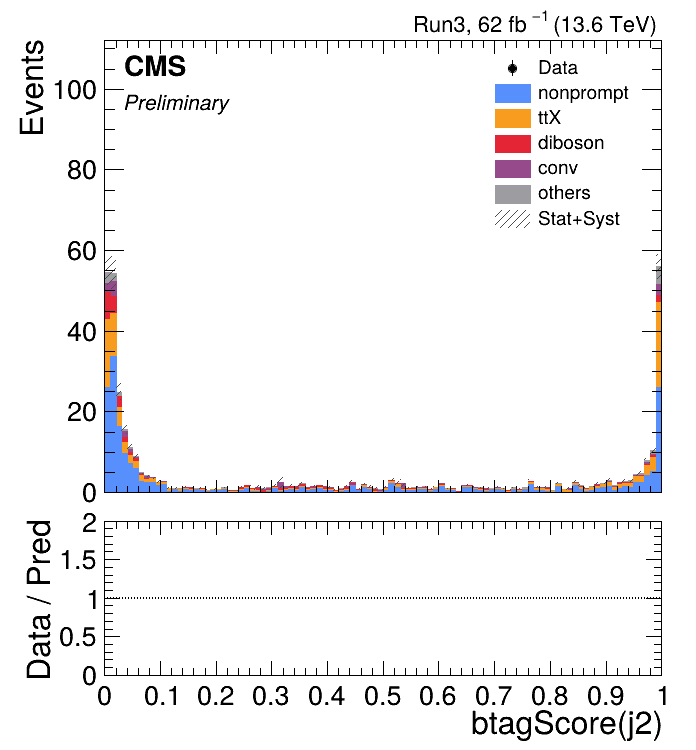 Run3, 62 fb⁻¹ (13.6 TeV)
CMS
Preliminary
Events
100
80
60
40
20
0
Data
nonprompt
ttX
diboson
conv
others
Stat+Syst
Data / Pred
2
1.5
1
0.5
0
0 0.1 0.2 0.3 0.4 0.5 0.6 0.7 0.8 0.9 1
btagScore(j2)